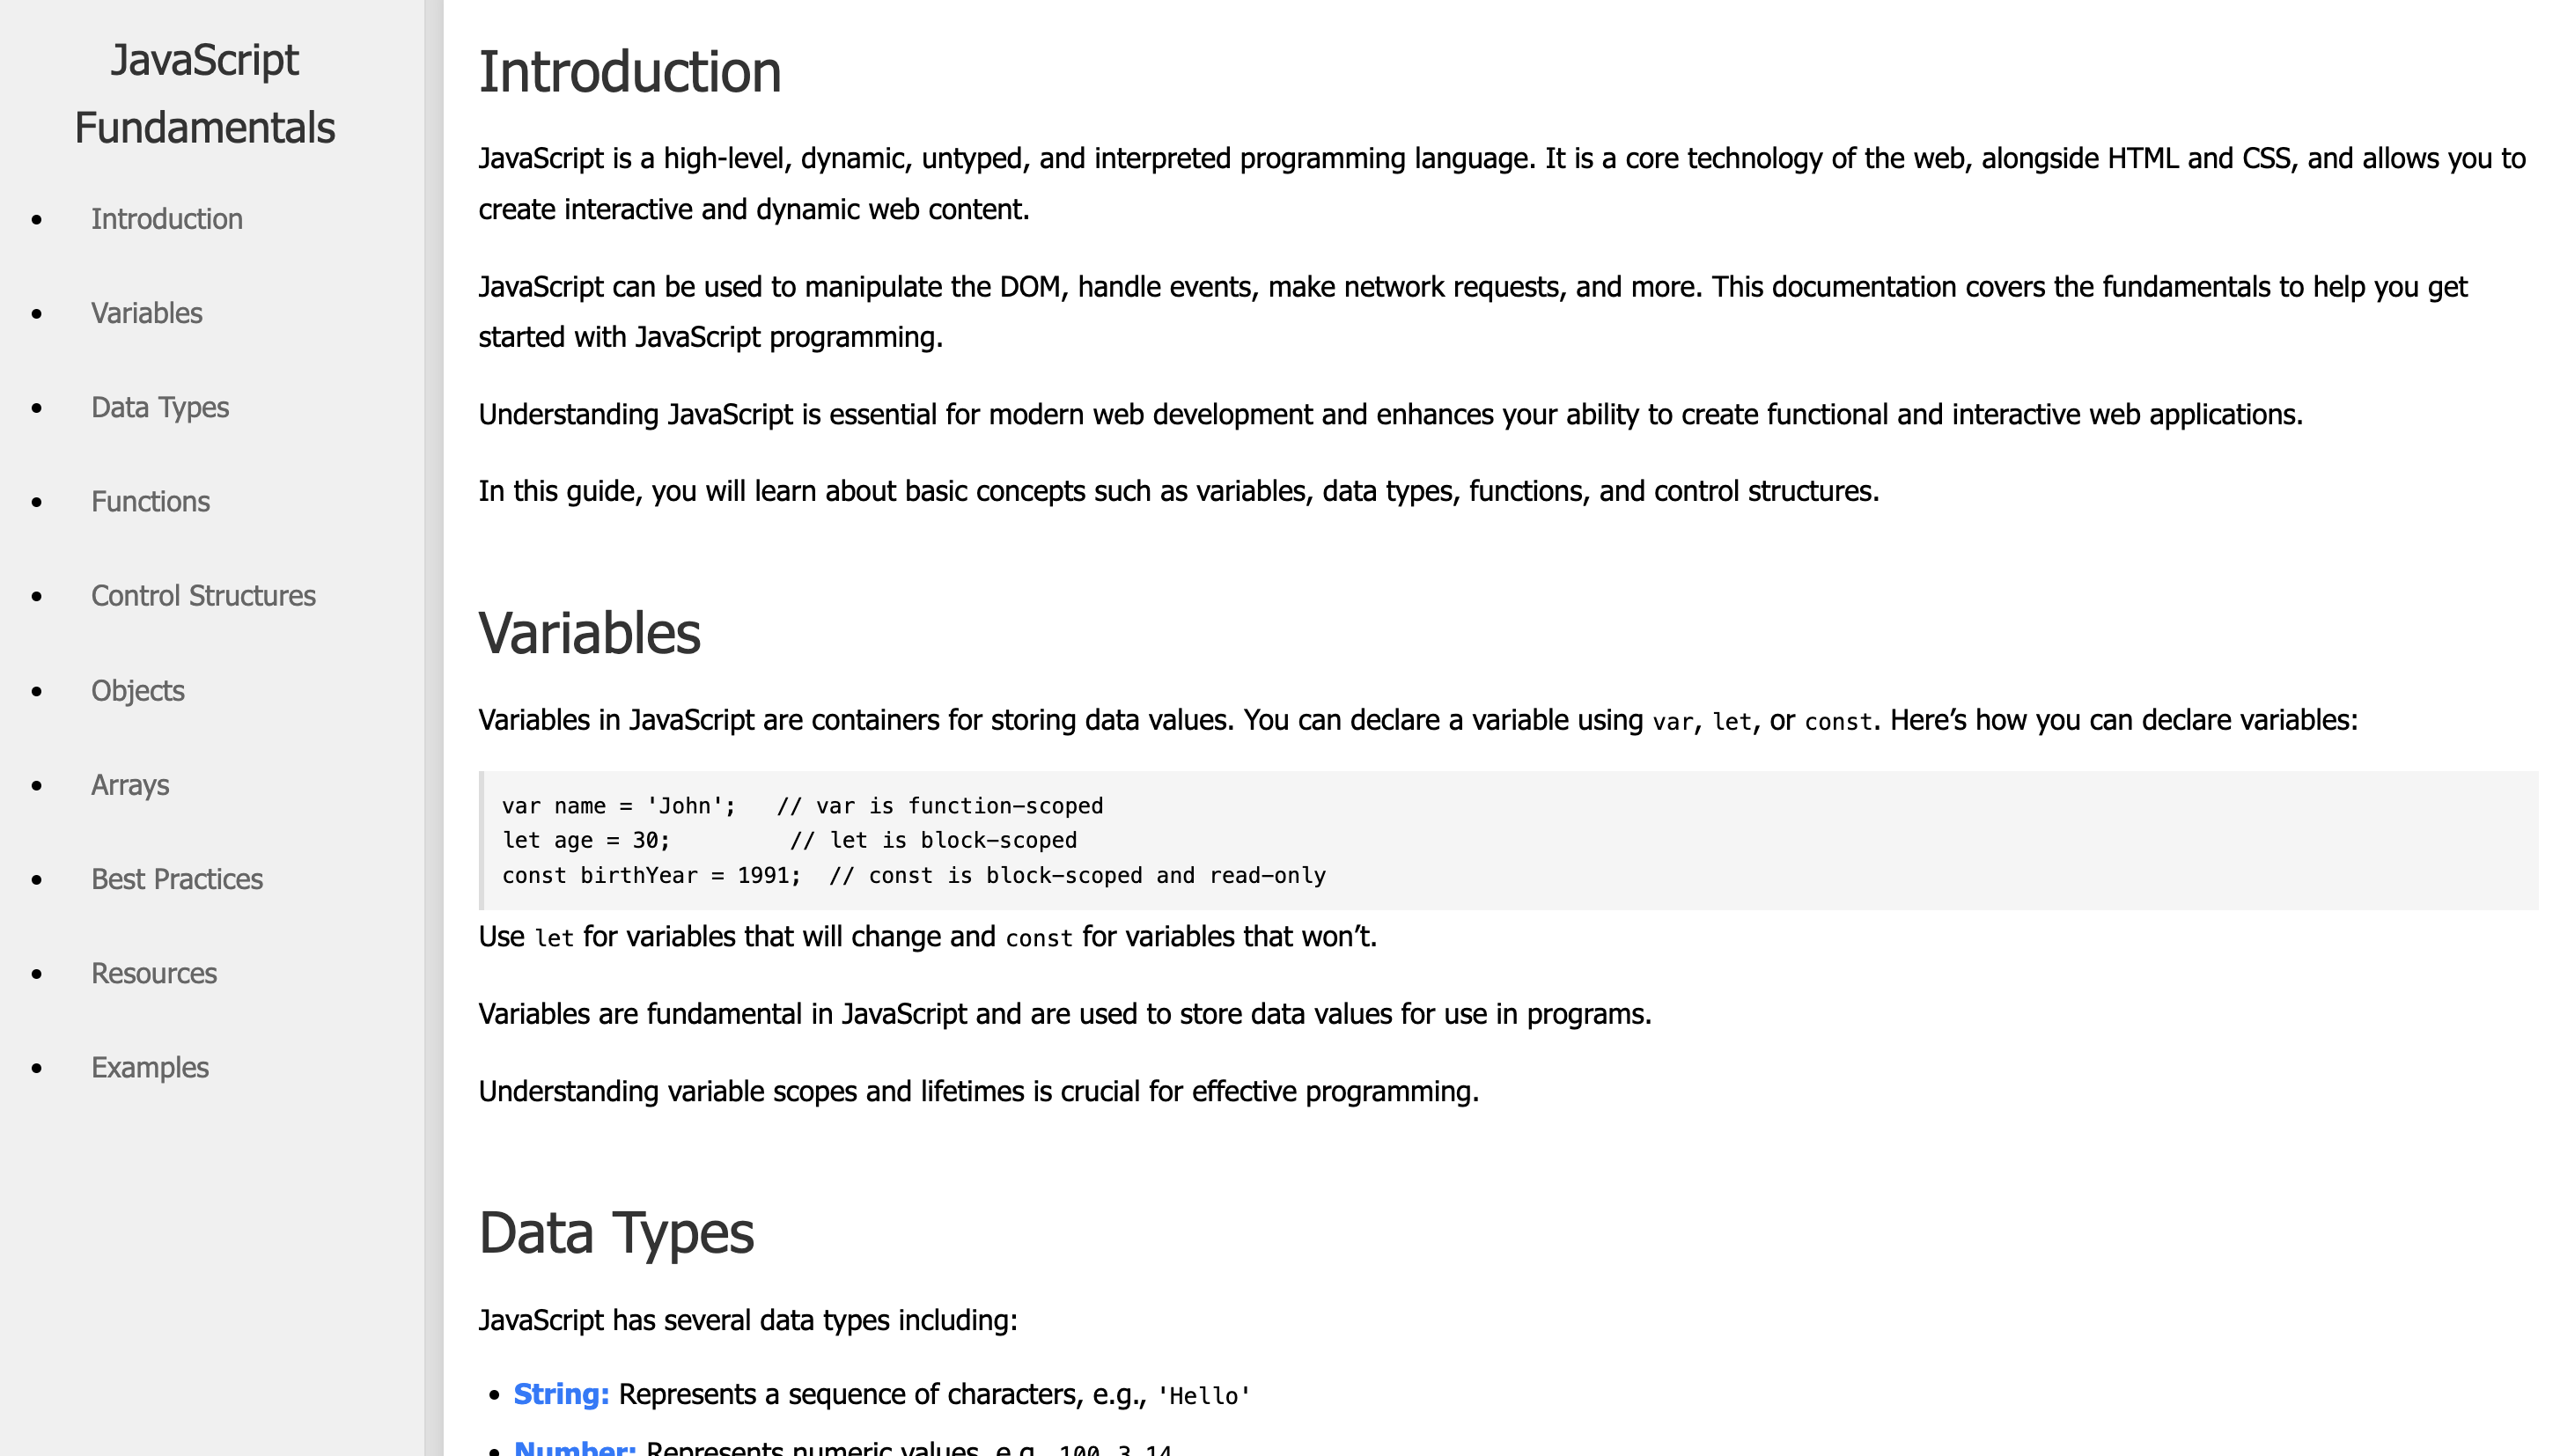 JavaScript
Fundamentals
Introduction
Variables
Data Types
Functions
Control Structures
Objects
Arrays
Best Practices
Resources
Examples
Introduction
JavaScript is a high-level, dynamic, untyped, and interpreted programming language. It is a core technology of the web, alongside HTML and CSS, and allows you to
create interactive and dynamic web content.
JavaScript can be used to manipulate the DOM, handle events, make network requests, and more. This documentation covers the fundamentals to help you get
started with JavaScript programming.
Understanding JavaScript is essential for modern web development and enhances your ability to create functional and interactive web applications.
In this guide, you will learn about basic concepts such as variables, data types, functions, and control structures.
Variables
Variables in JavaScript are containers for storing data values. You can declare a variable using var, let, or const. Here’s how you can declare variables:
var name = 'John';   // var is function-scoped
let age = 30;         // let is block-scoped
const birthYear = 1991;  // const is block-scoped and read-only
Use let for variables that will change and const for variables that won’t.
Variables are fundamental in JavaScript and are used to store data values for use in programs.
Understanding variable scopes and lifetimes is crucial for effective programming.
Data Types
JavaScript has several data types including:
String: Represents a sequence of characters, e.g., 'Hello'
Number: Represents numeric values, e.g., 100, 3.14